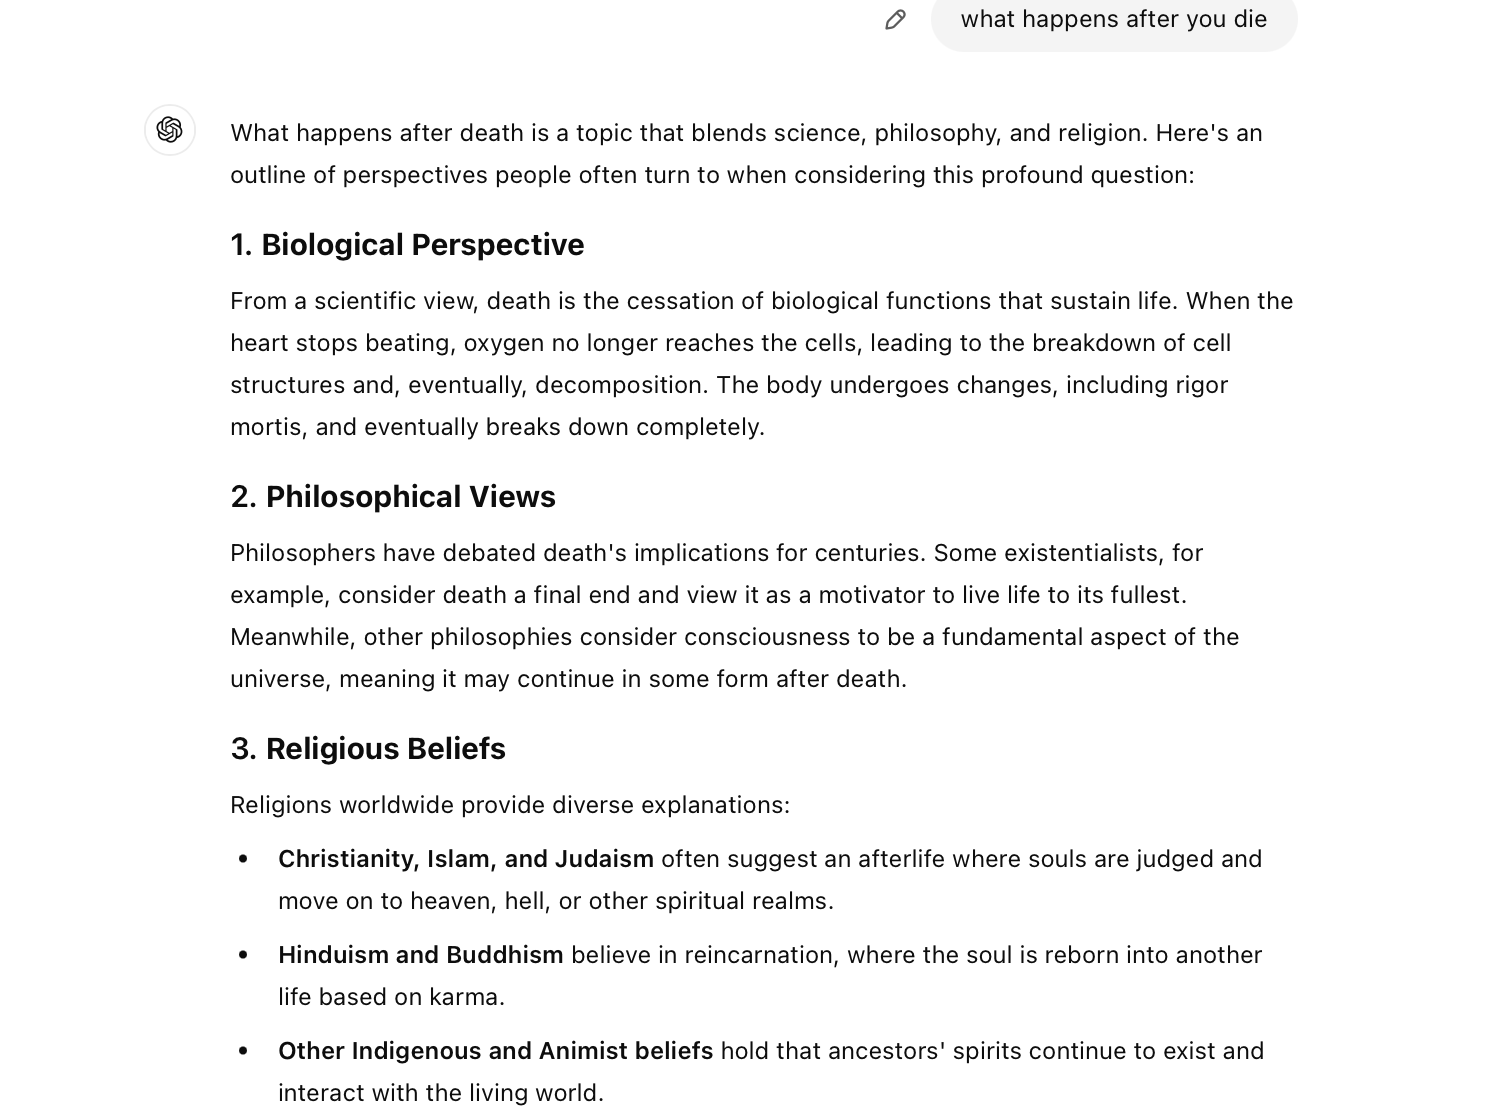 what happens after you die
What happens after death is a topic that blends science, philosophy, and religion. Here's an
outline of perspectives people often turn to when considering this profound question:
1. Biological Perspective
From a scientific view, death is the cessation of biological functions that sustain life. When the
heart stops beating, oxygen no longer reaches the cells, leading to the breakdown of cell
structures and, eventually, decomposition. The body undergoes changes, including rigor
mortis, and eventually breaks down completely.
2. Philosophical Views
Philosophers have debated death's implications for centuries. Some existentialists, for
example, consider death a final end and view it as a motivator to live life to its fullest.
Meanwhile, other philosophies consider consciousness to be a fundamental aspect of the
universe, meaning it may continue in some form after death.
3. Religious Beliefs
Religions worldwide provide diverse explanations:
• Christianity, Islam, and Judaism often suggest an afterlife where souls are judged and
move on to heaven, hell, or other spiritual realms.
• Hinduism and Buddhism believe in reincarnation, where the soul is reborn into another
life based on karma.
• Other Indigenous and Animist beliefs hold that ancestors' spirits continue to exist and
interact with the living world.